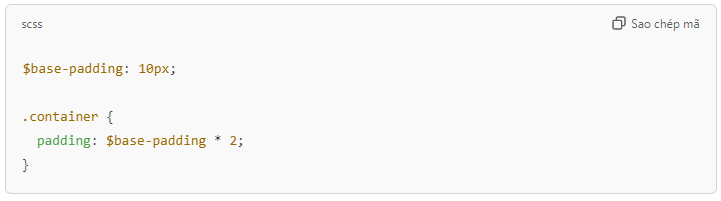 scss
Sao chép mã
$base-padding: 10px;
.container {
  padding: $base-padding * 2;
}